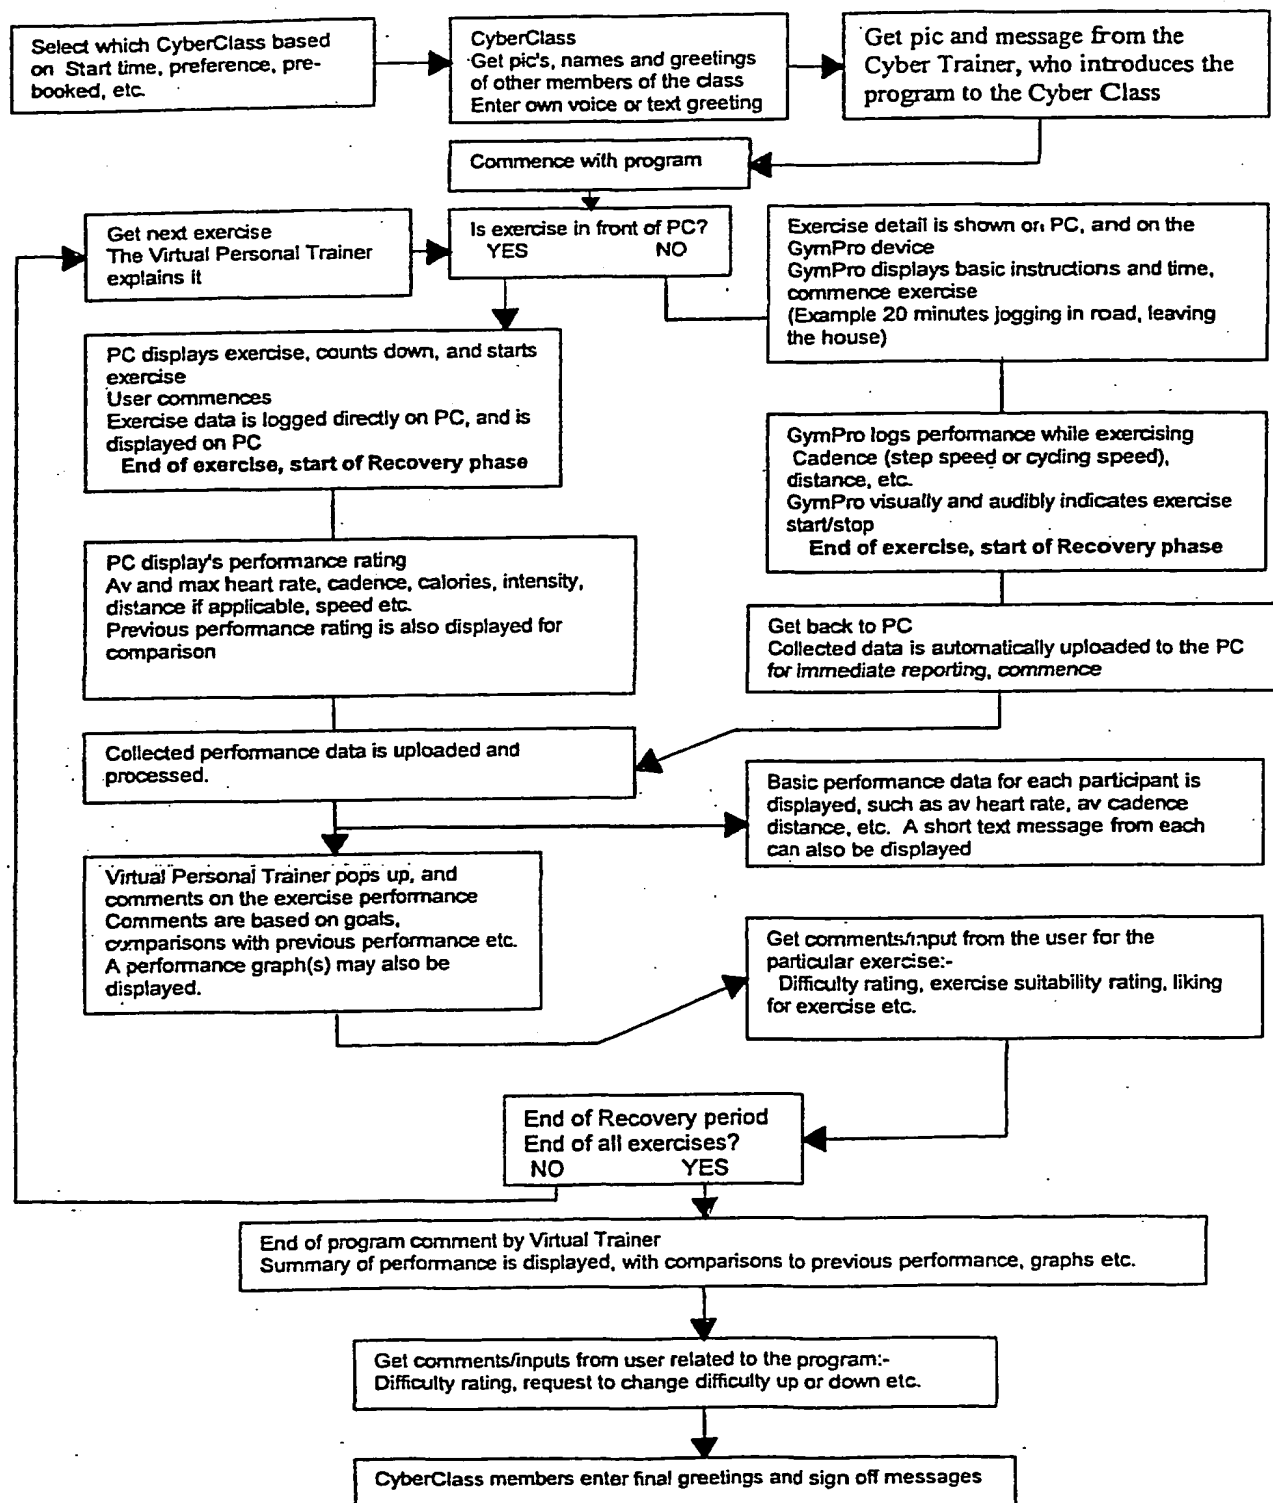 Select which CyberClass based
on Start time, preference, pre-
booked, etc.
CyberClass
Get pic's, names and greetings
of other members of the class
Enter own voice or text greeting
Get pic and message from the
Cyber Trainer, who introduces the
program to the Cyber Class
Commence with program
Get next exercise
The Virtual Personal Trainer
explains it
Is exercise in front of PC?
YES NO
Exercise detail is shown on PC, and on the
GymPro device
GymPro displays basic instructions and time,
commence exercise
(Example 20 minutes jogging in road, leaving
the house)
PC displays exercise, counts down, and starts
exercise
User commences
Exercise data is logged directly on PC, and is
displayed on PC
End of exercise, start of Recovery phase
GymPro logs performance while exercising
Cadence (step speed or cycling speed),
distance, etc.
GymPro visually and audibly indicates exercise
start/stop
End of exercise, start of Recovery phase
PC display's performance rating
Av and max heart rate, cadence, calories, intensity,
distance if applicable, speed etc.
Previous performance rating is also displayed for
comparison
Get back to PC
Collected data is automatically uploaded to the PC
for immediate reporting, commence
Collected performance data is uploaded and
processed.
Basic performance data for each participant is
displayed, such as av heart rate, av cadence
distance, etc. A short text message from each
can also be displayed
Virtual Personal Trainer pops up, and
comments on the exercise performance
Comments are based on goals,
comparisons with previous performance etc.
A performance graph(s) may also be
displayed.
Get comments/input from the user for the
particular exercise:-
Difficulty rating, exercise suitability rating, liking
for exercise etc.
End of Recovery period
End of all exercises?
NO YES
End of program comment by Virtual Trainer
Summary of performance is displayed, with comparisons to previous performance, graphs etc.
Get comments/inputs from user related to the program:-
Difficulty rating, request to change difficulty up or down etc.
CyberClass members enter final greetings and sign off messages